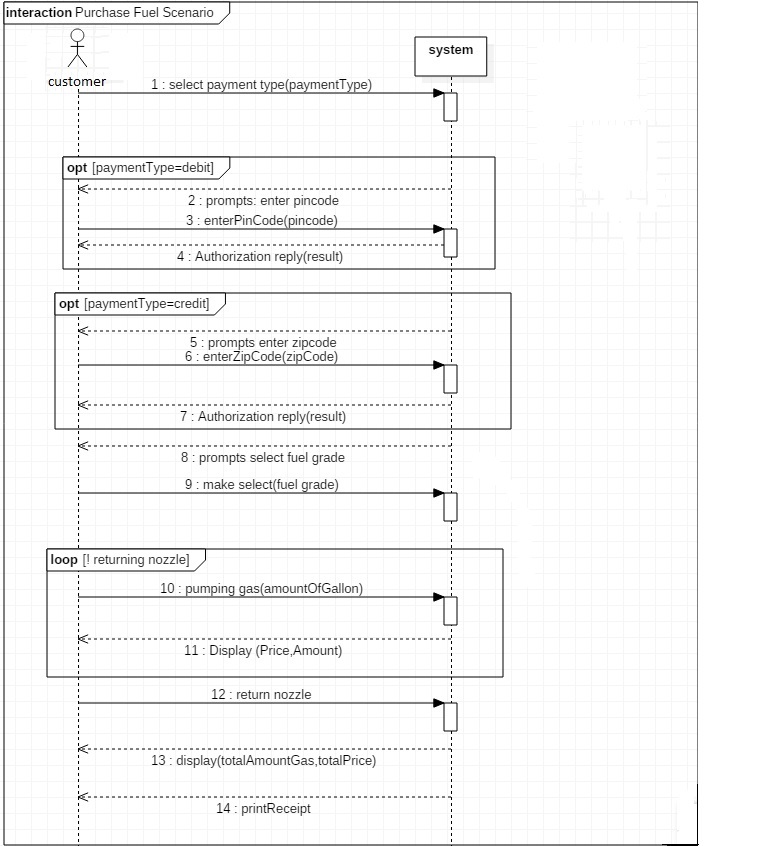 interaction Purchase Fuel Scenario
system
customer
1 : select payment type(paymentType)
opt [paymentType=debit]
2 : prompts: enter pincode
3 : enterPinCode(pincode)
4 : Authorization reply(result)
opt [paymentType=credit]
5 : prompts enter zipcode
6 : enterZipCode(zipCode)
7 : Authorization reply(result)
8 : prompts select fuel grade
9 : make select(fuel grade)
loop [! returning nozzle]
10 : pumping gas(amountOfGallon)
11 : Display (Price,Amount)
12 : return nozzle
13 : display(totalAmountGas,totalPrice)
14 : printReceipt